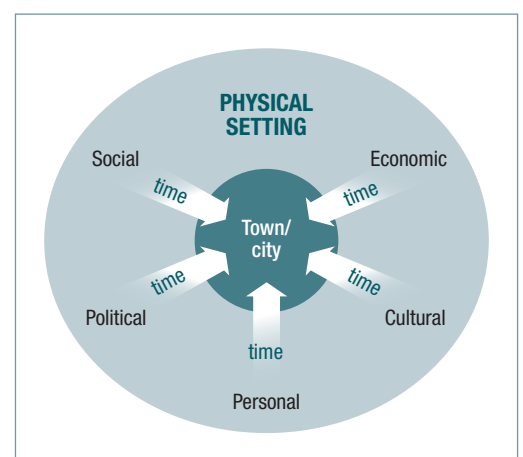 PHYSICAL
SETTING
Social
Economic
time
time
Town/
city
Political
time
time
Cultural
time
Personal